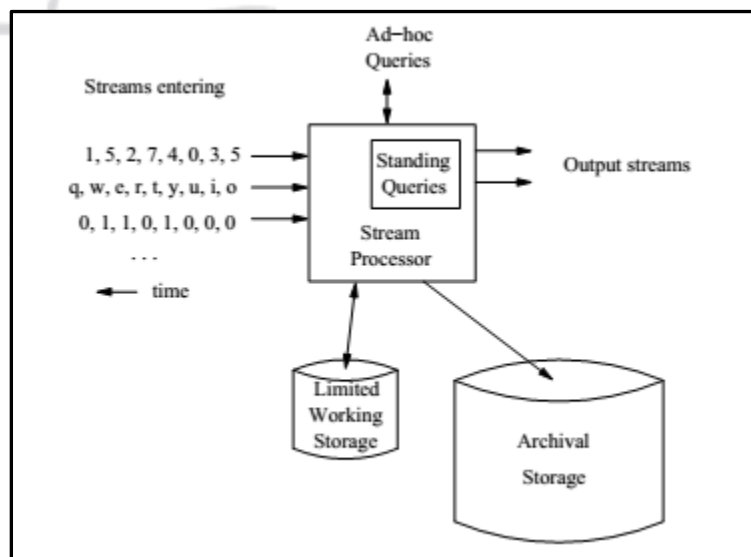 Ad-hoc
Queries
Streams entering
1, 5, 2, 7, 4, 0, 3, 5
q, w, e, r, t, y, u, i, o
0, 1, 1, 0, 1, 0, 0, 0
. . .
time
Standing
Queries
Stream
Processor
Output streams
Limited
Working
Storage
Archival
Storage